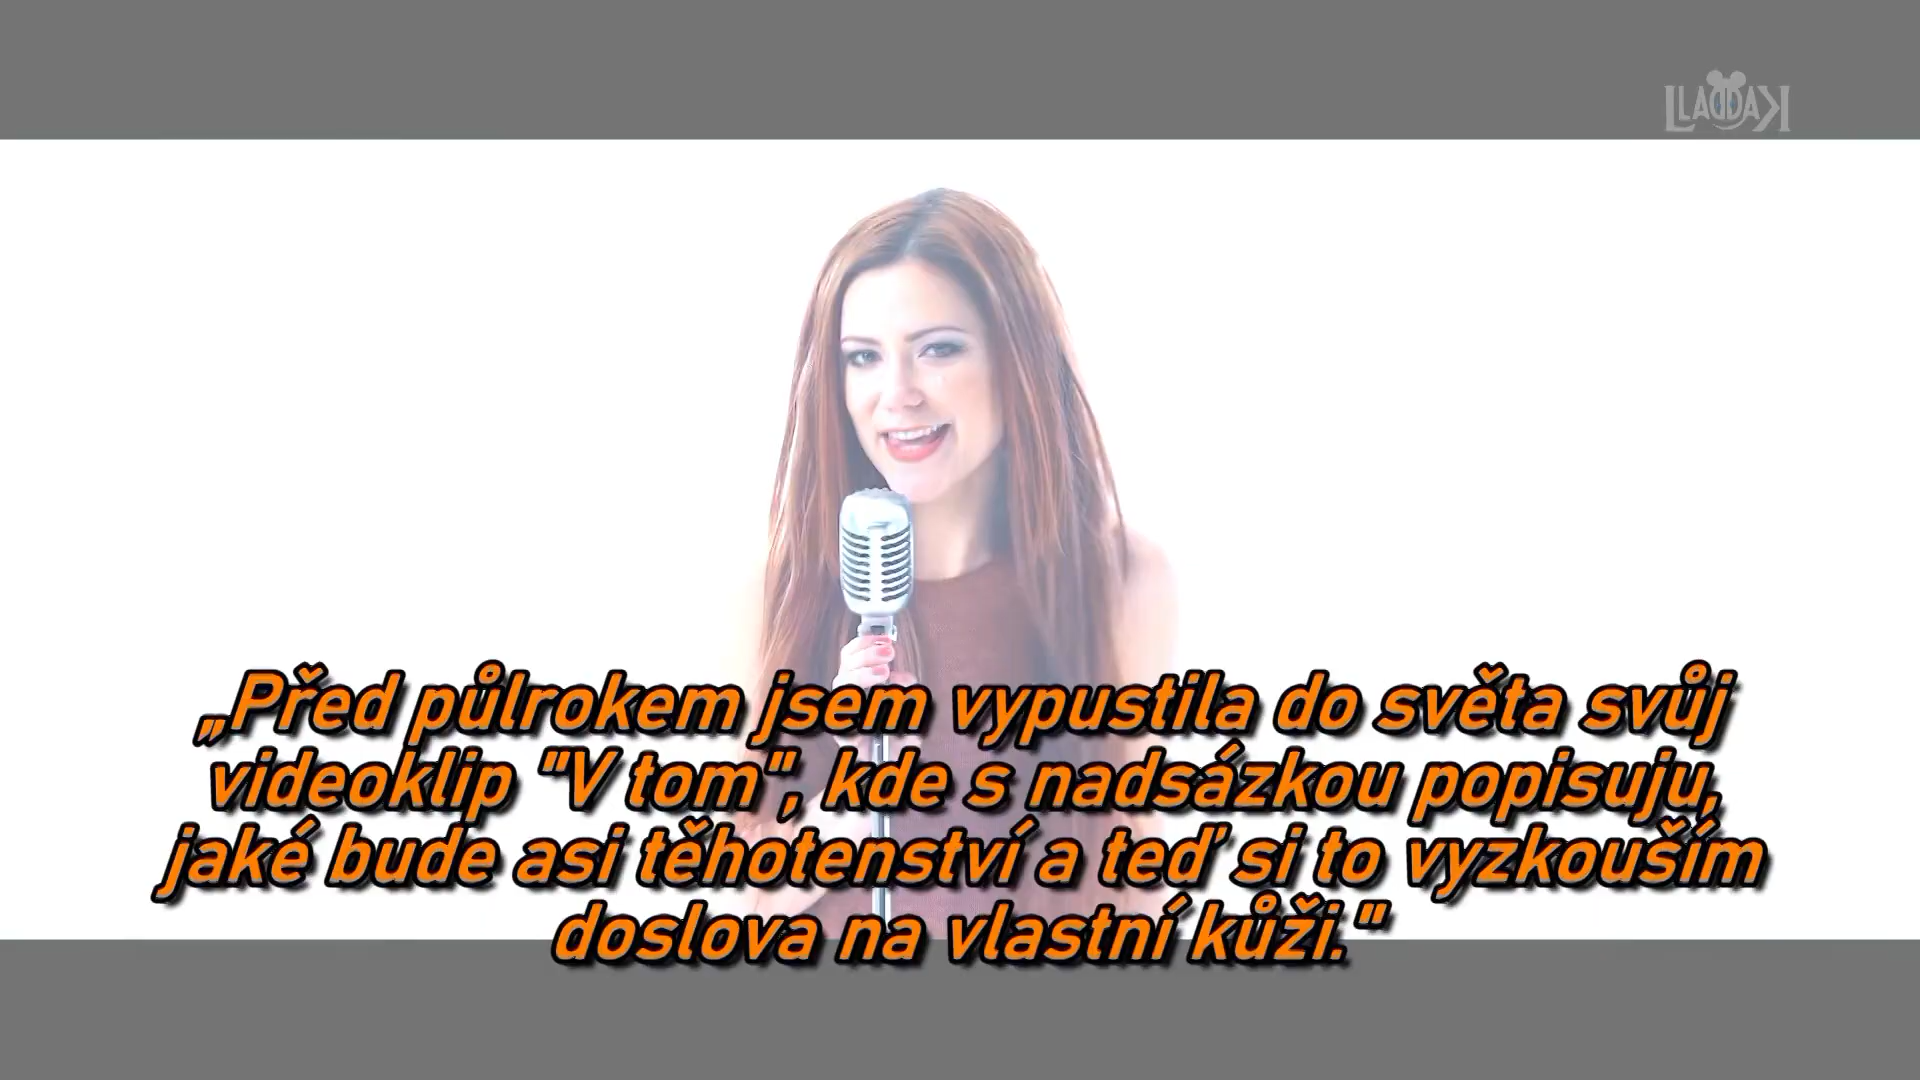 LLADDAK
„Před půlrokem jsem vypustila do světa svůj
videoklip "V tom", kde s nadsázkou popisuju,
jaké bude asi těhotenství a teď si to vyzkouším
doslova na vlastní kůži."